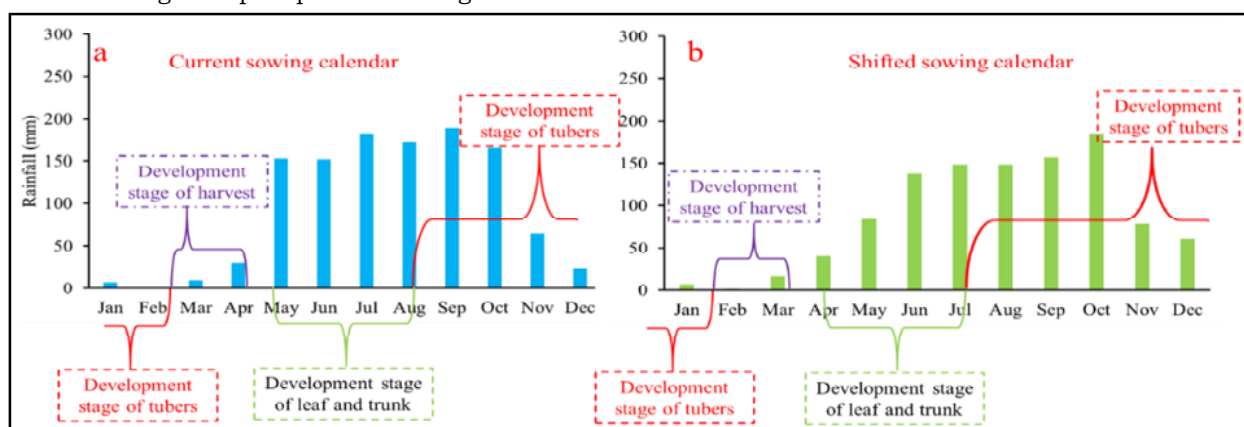 a
Current sowing calendar
300
250
200
150
100
50
0
Rainfall (mm)
Development
stage of tubers
Development
stage of harvest
Jan Feb Mar Apr May Jun Jul Aug Sep Oct Nov Dec
Development
stage of tubers
Development stage
of leaf and trunk
b
Shifted sowing calendar
300
250
200
150
100
50
0
Development
stage of tubers
Development
stage of harvest
Jan Feb Mar Apr May Jun Jul Aug Sep Oct Nov Dec
Development
stage of tubers
Development stage
of leaf and trunk